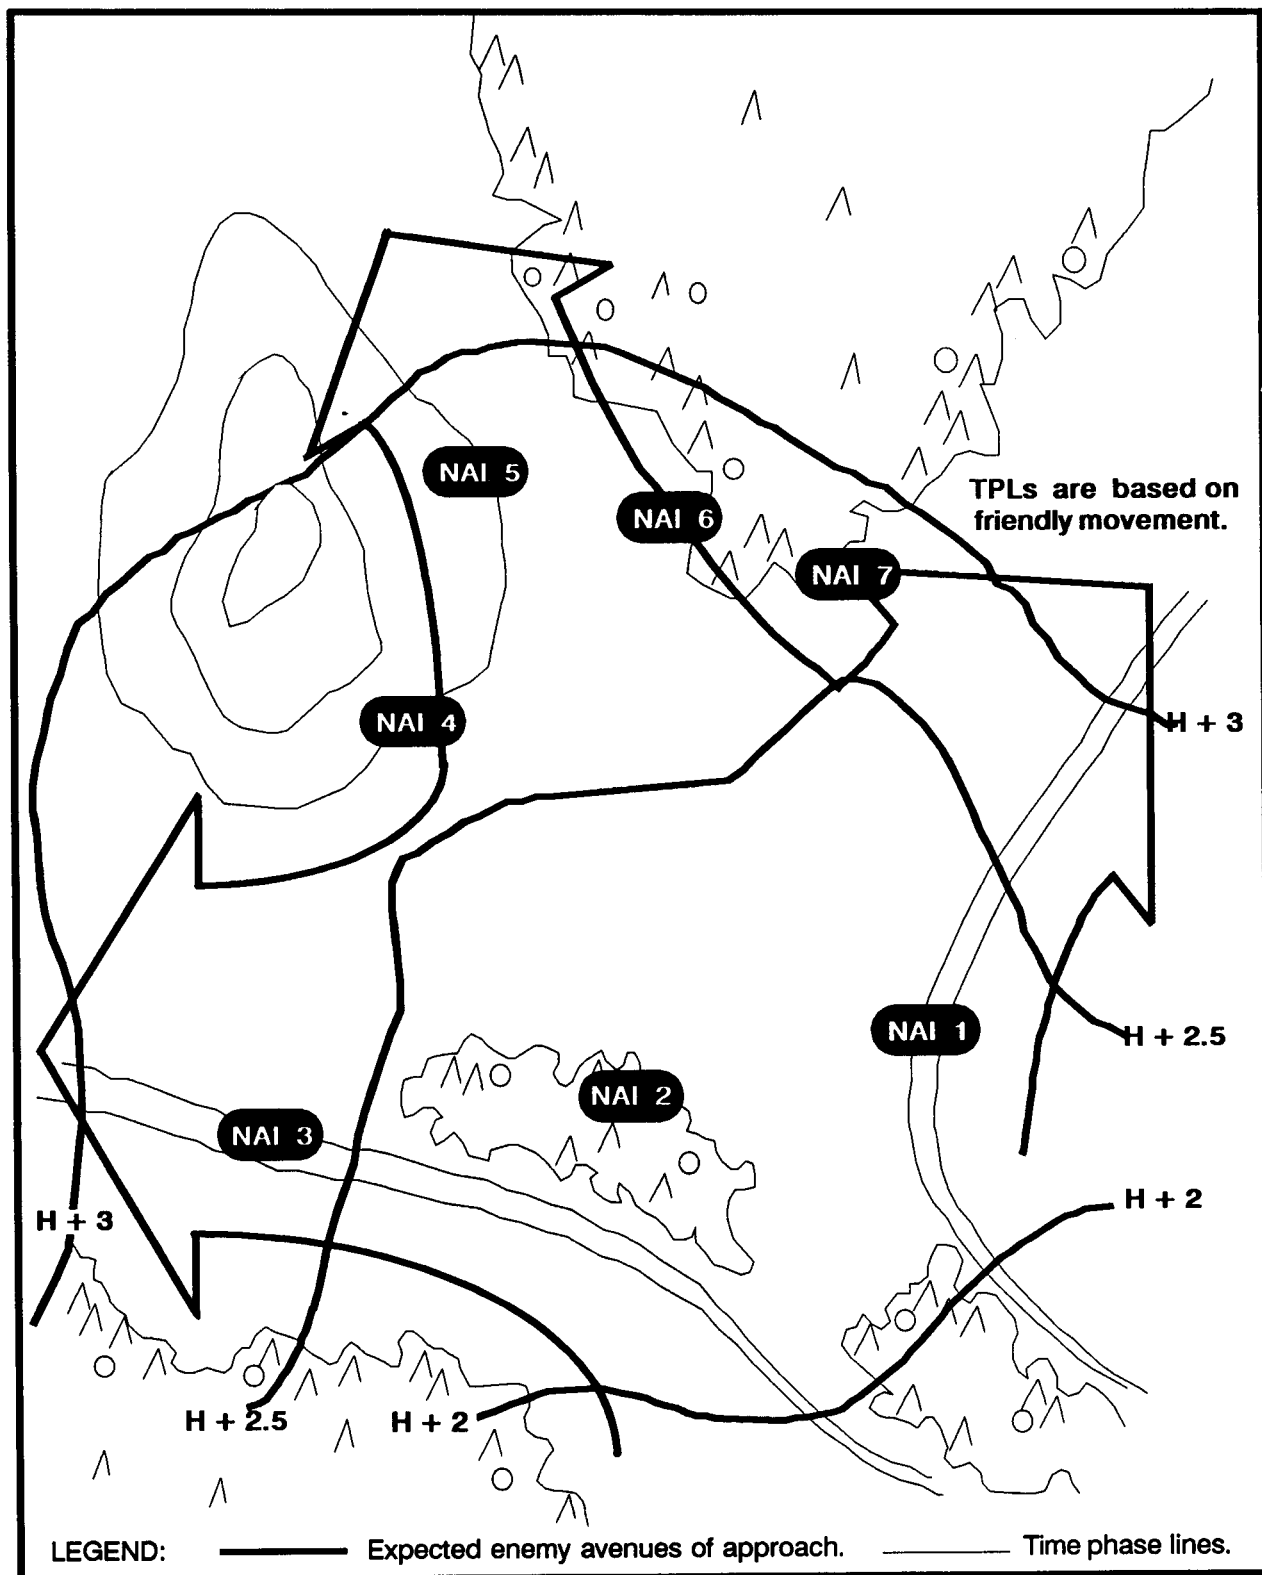 NAI 5
TPLs are based on
friendly movement.
NAI 6
NAI 7
NAI 4
H + 3
NAI 1
H + 2.5
NAI 2
NAI 3
H + 2
H + 3
H + 2.5
H + 2
LEGEND: Expected enemy avenues of approach. Time phase lines.